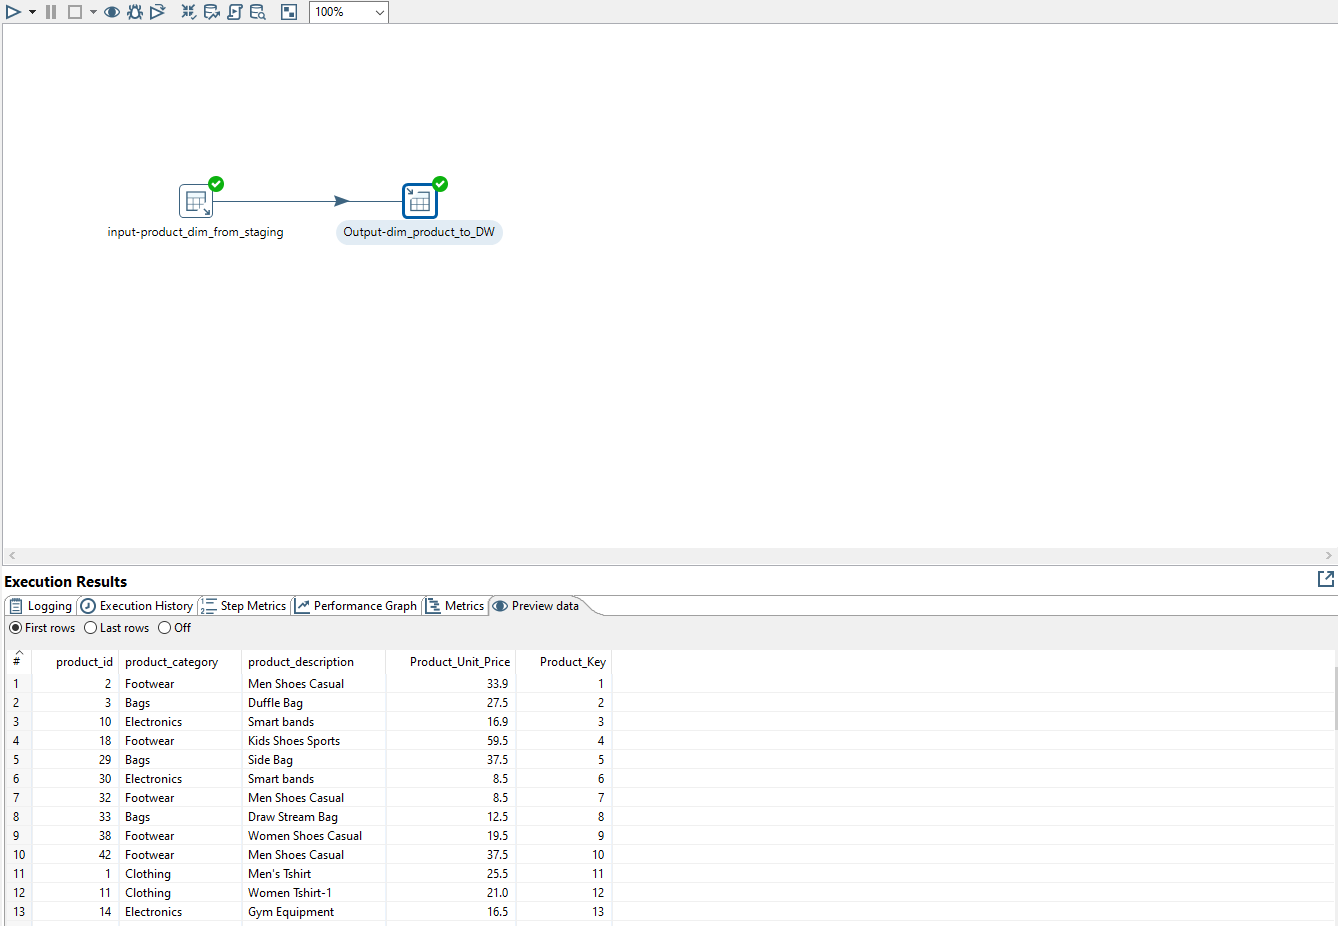 100%
input-product_dim_from_staging
Output-dim_product_to_DW
Execution Results
Logging Execution History Step Metrics Performance Graph Metrics Preview data
First rows Last rows Off
# product_id product_category product_description Product_Unit_Price Product_Key
1 2 Footwear Men Shoes Casual 33.9 1
2 3 Bags Duffle Bag 27.5 2
3 10 Electronics Smart bands 16.9 3
4 18 Footwear Kids Shoes Sports 59.5 4
5 29 Bags Side Bag 37.5 5
6 30 Electronics Smart bands 8.5 6
7 32 Footwear Men Shoes Casual 8.5 7
8 33 Bags Draw Stream Bag 12.5 8
9 38 Footwear Women Shoes Casual 19.5 9
10 42 Footwear Men Shoes Casual 37.5 10
11 1 Clothing Men's Tshirt 25.5 11
12 11 Clothing Women Tshirt-1 21.0 12
13 14 Electronics Gym Equipment 16.5 13